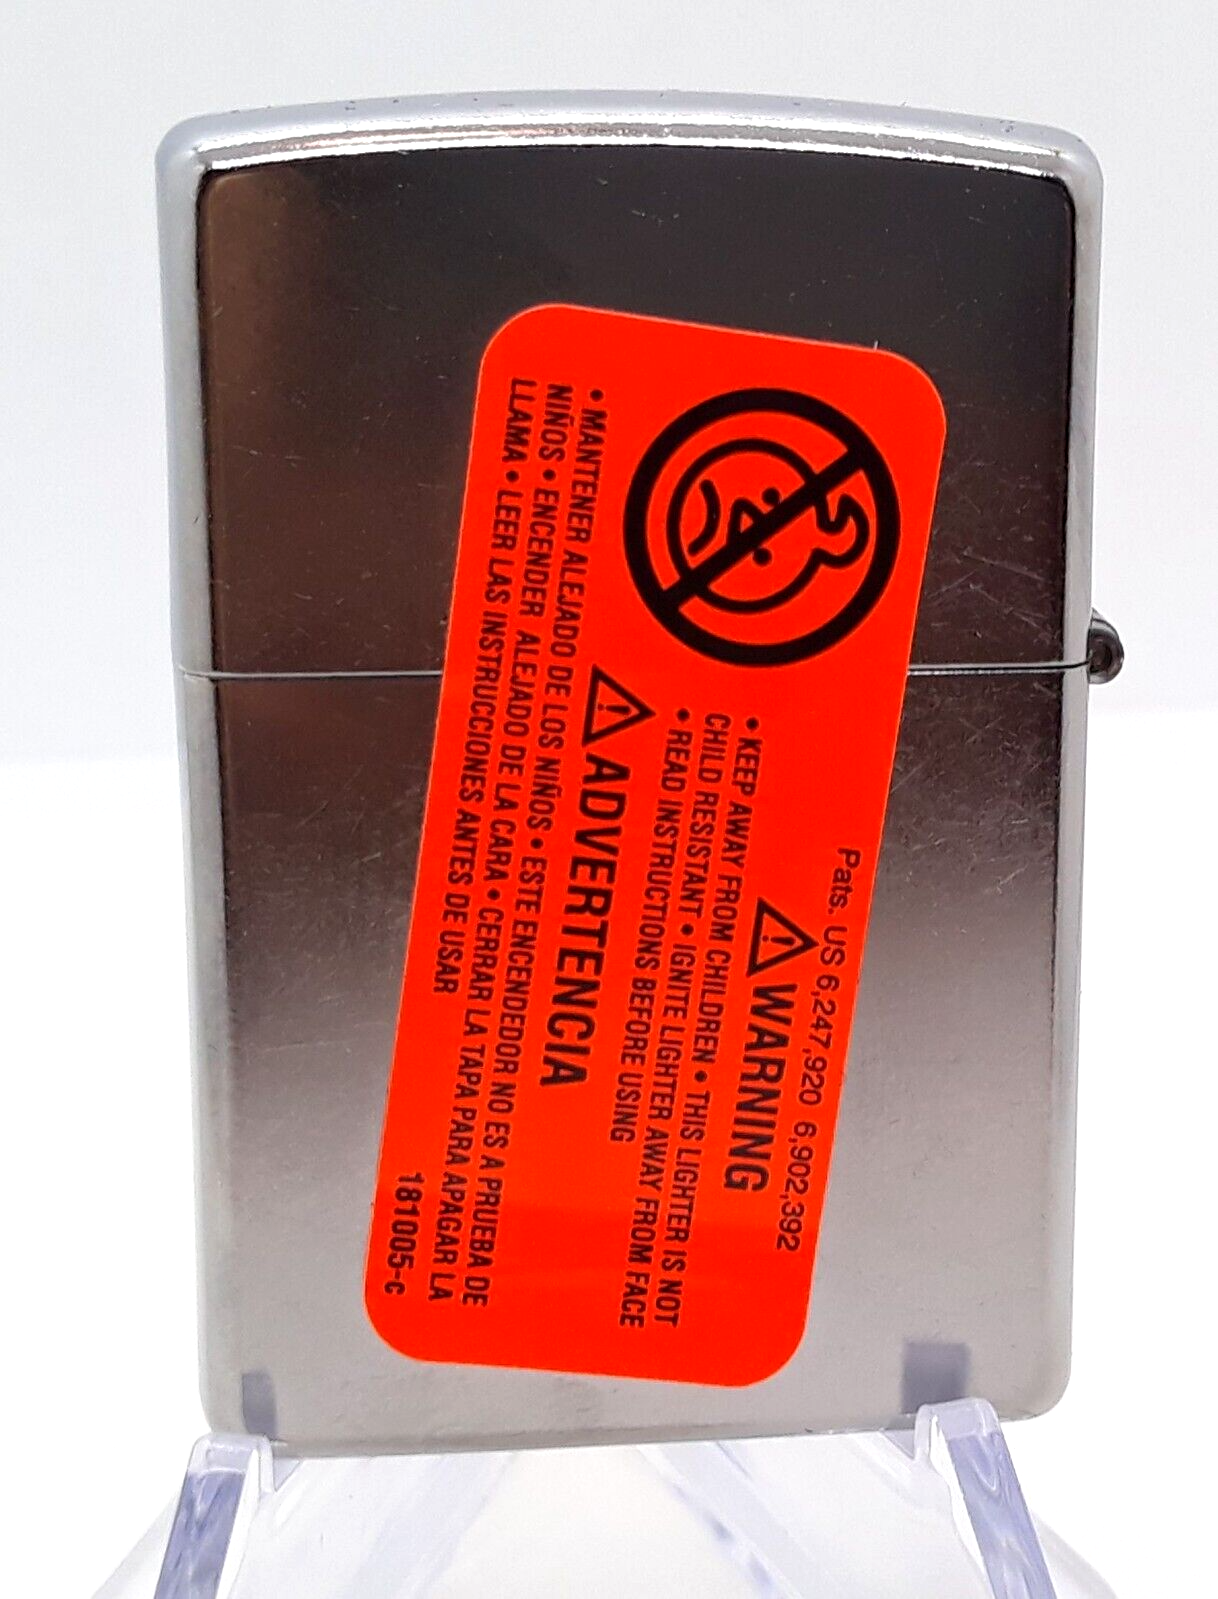 Pats. US 6,247,920 6,902,392
⚠ WARNING
• KEEP AWAY FROM CHILDREN • THIS LIGHTER IS NOT
CHILD RESISTANT • IGNITE LIGHTER AWAY FROM FACE
• READ INSTRUCTIONS BEFORE USING
⚠ ADVERTENCIA
• MANTENER ALEJADO DE LOS NIÑOS • ESTE ENCENDEDOR NO ES A PRUEBA DE
NIÑOS • ENCENDER ALEJADO DE LA CARA • CERRAR LA TAPA PARA APAGAR LA
LLAMA • LEER LAS INSTRUCCIONES ANTES DE USAR
181005-c